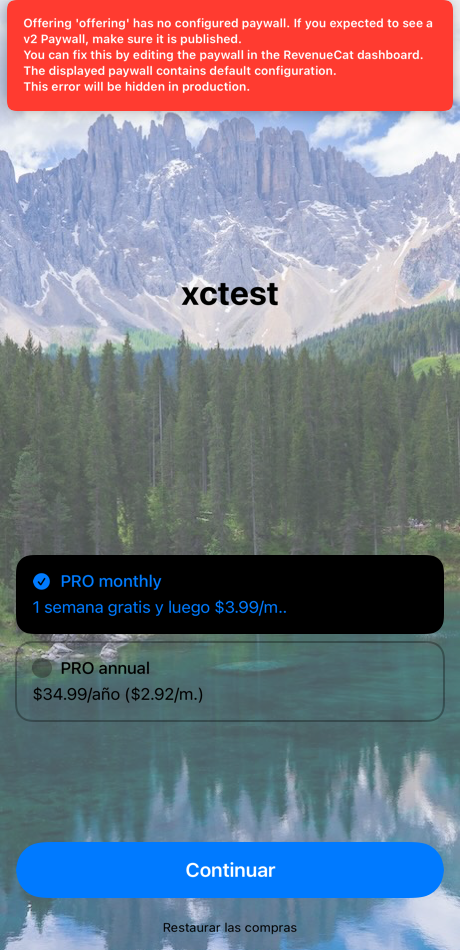 Offering 'offering' has no configured paywall. If you expected to see a
v2 Paywall, make sure it is published.
You can fix this by editing the paywall in the RevenueCat dashboard.
The displayed paywall contains default configuration.
This error will be hidden in production.
xctest
PRO monthly
1 semana gratis y luego $3.99/m..
PRO annual
$34.99/año ($2.92/m.)
Continuar
Restaurar las compras